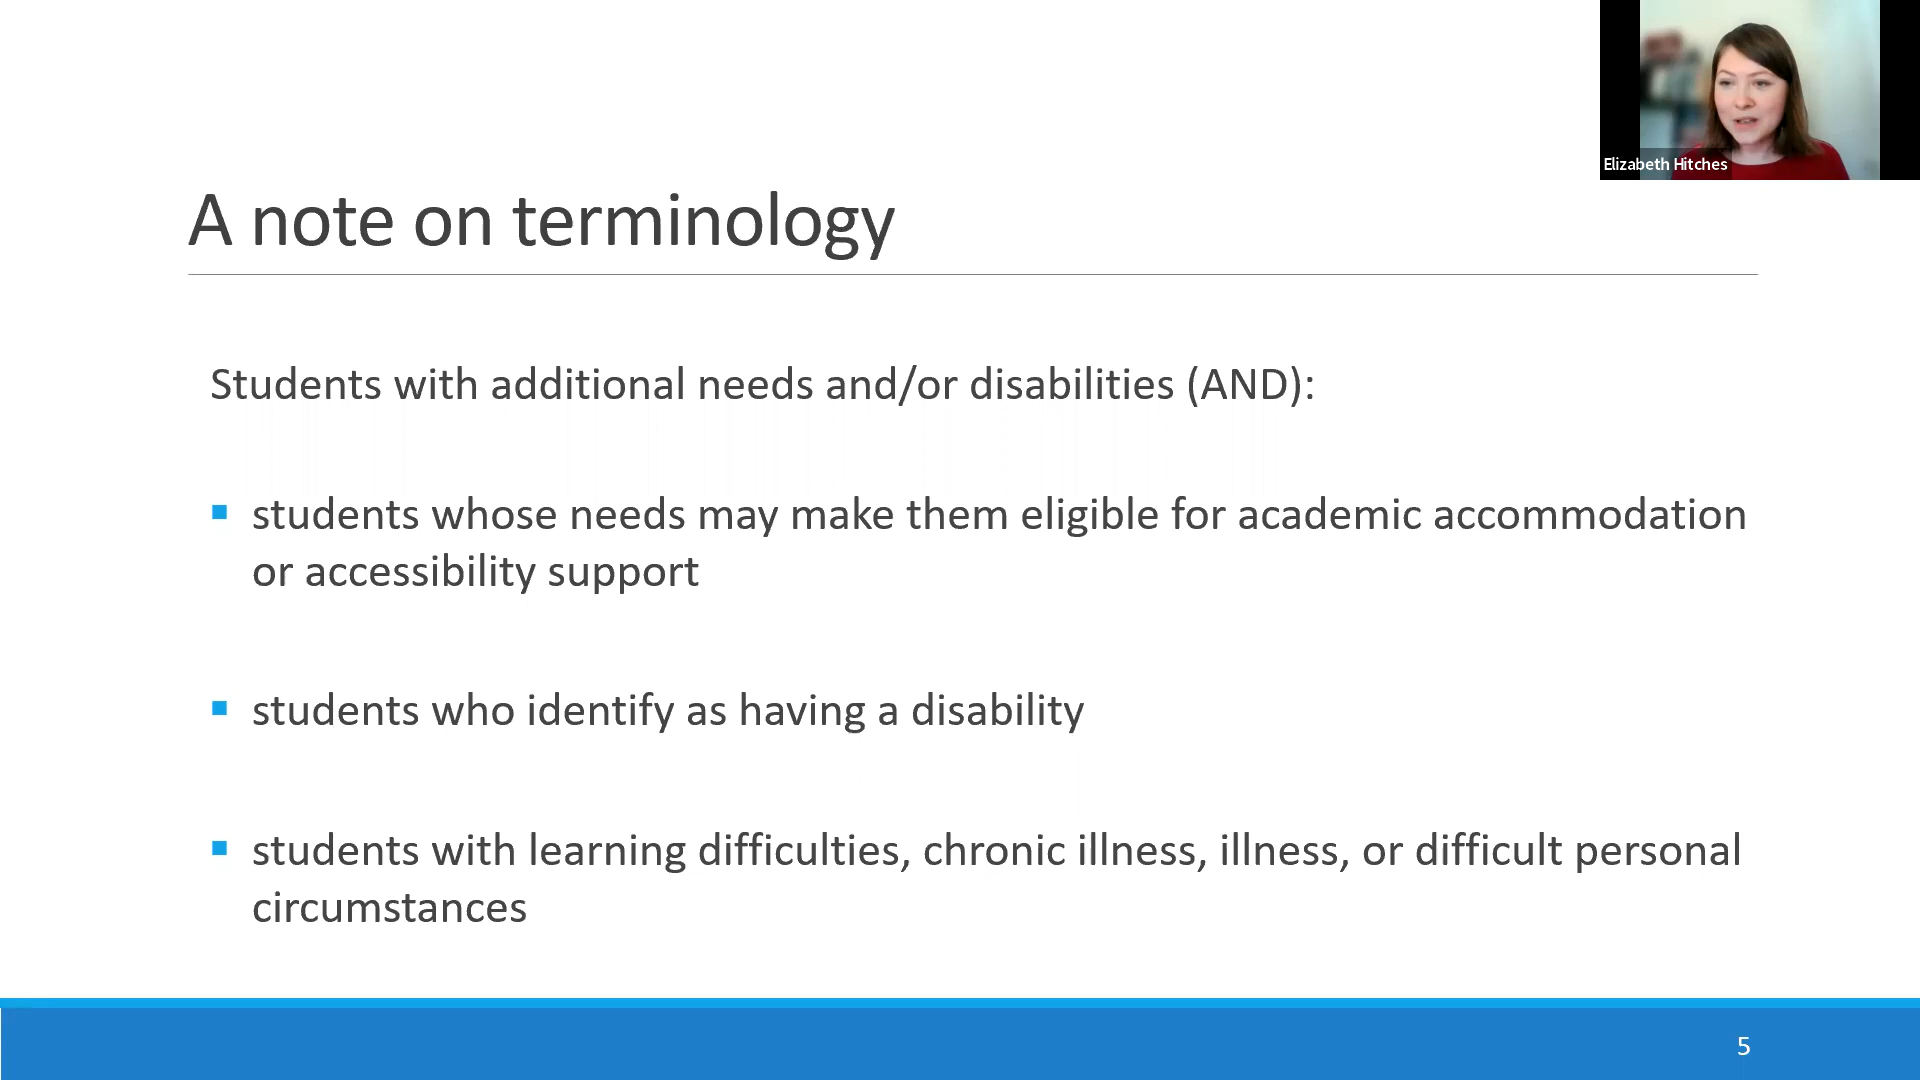 Elizabeth Hitches
A note on terminology
Students with additional needs and/or disabilities (AND):
students whose needs may make them eligible for academic accommodation
or accessibility support
students who identify as having a disability
students with learning difficulties, chronic illness, illness, or difficult personal
circumstances
5